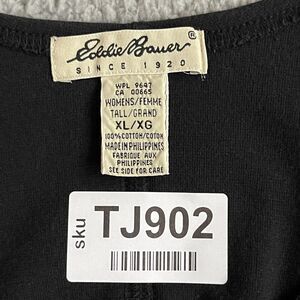 Eddie Bauer®
SINCE 1920
WPL 9647
CA 00665
WOMENS/FEMME
TALL/GRAND
XL/XG
100% COTTON/COTON
MADE IN PHILIPPINES
FABRIQUE AUX
PHILIPPINES
SEE SIDE FOR CARE
sku TJ902